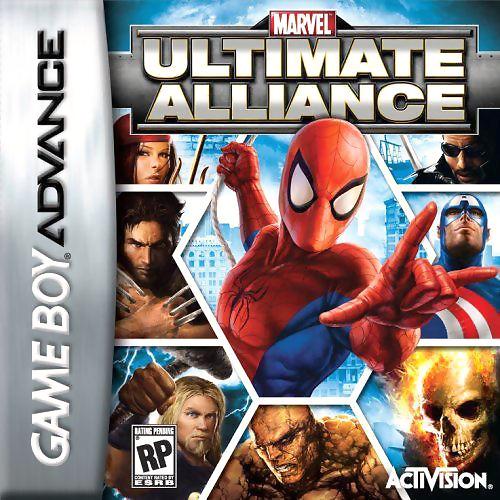 GAME BOY ADVANCE
MARVEL
ULTIMATE
ALLIANCE
RATING PENDING
RP
CONTENT RATED BY
ESRB
ACTIVISION